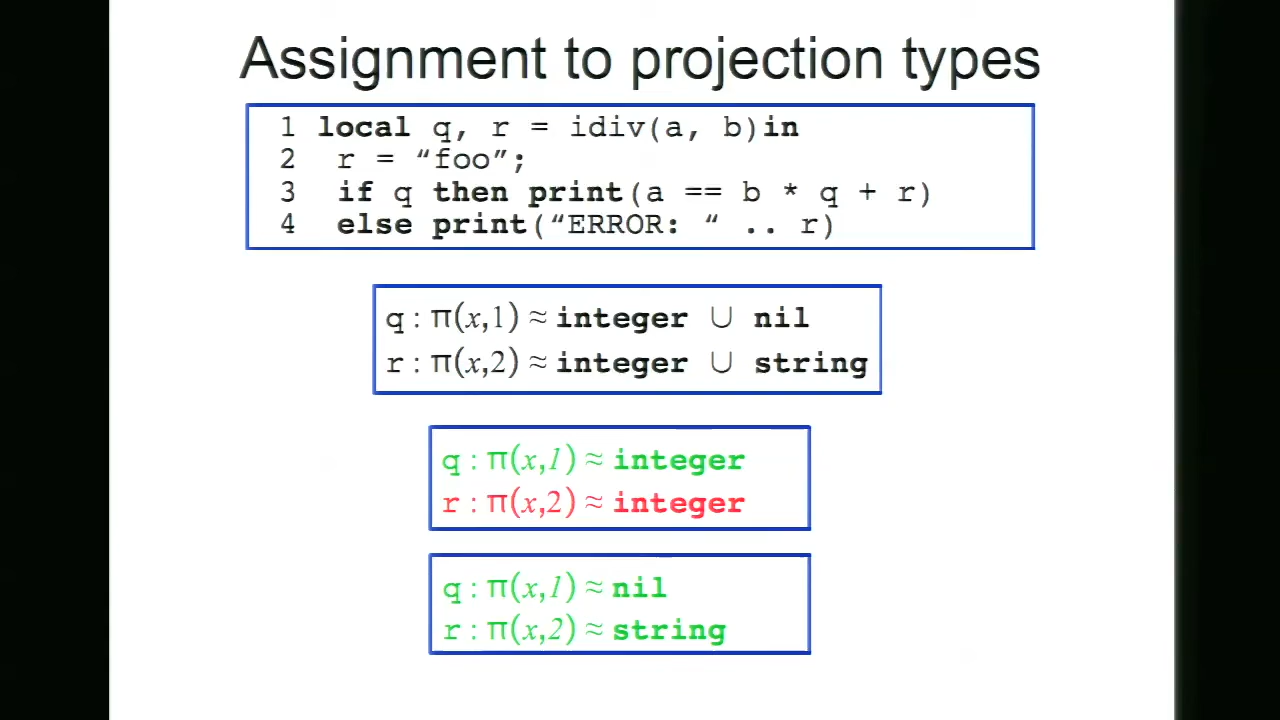 Assignment to projection types
1 local q, r = idiv(a, b)in
2 r = “foo”;
3 if q then print(a == b * q + r)
4 else print(“ERROR: “ .. r)
q : π(x,1) ≈ integer ∪ nil
r : π(x,2) ≈ integer ∪ string
q : π(x,1) ≈ integer
r : π(x,2) ≈ integer
q : π(x,1) ≈ nil
r : π(x,2) ≈ string